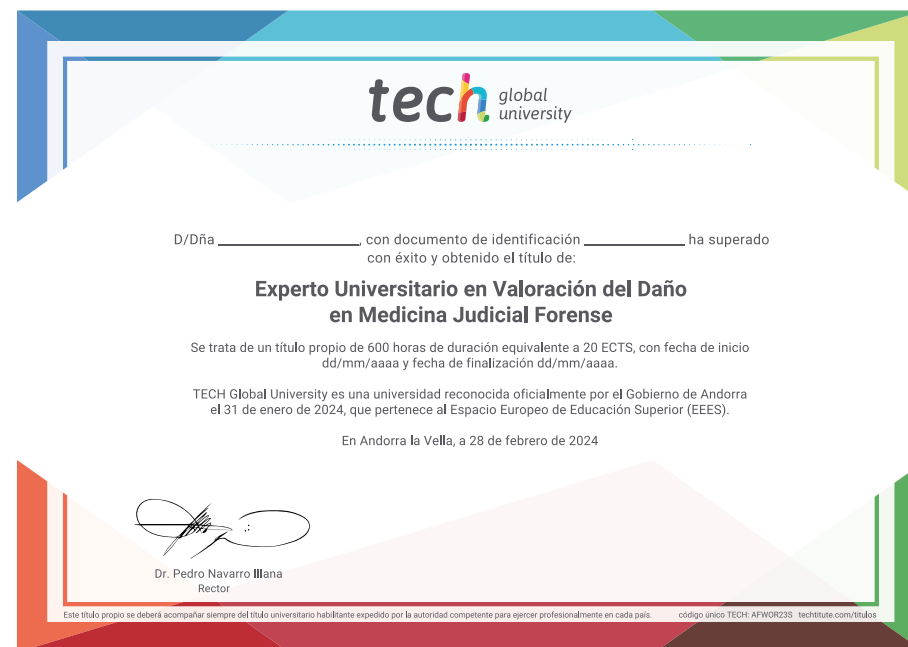 tech global university
D/Dña ________________, con documento de identificación ____________ ha superado
con éxito y obtenido el título de:
Experto Universitario en Valoración del Daño
en Medicina Judicial Forense
Se trata de un título propio de 600 horas de duración equivalente a 20 ECTS, con fecha de inicio
dd/mm/aaaa y fecha de finalización dd/mm/aaaa.
TECH Global University es una universidad reconocida oficialmente por el Gobierno de Andorra
el 31 de enero de 2024, que pertenece al Espacio Europeo de Educación Superior (EEES).
En Andorra la Vella, a 28 de febrero de 2024
Dr. Pedro Navarro Illana
Rector
Este título propio se deberá acompañar siempre del título universitario habilitante expedido por la autoridad competente para ejercer profesionalmente en cada país. código único TECH: AFWOR23S techtitute.com/titulos